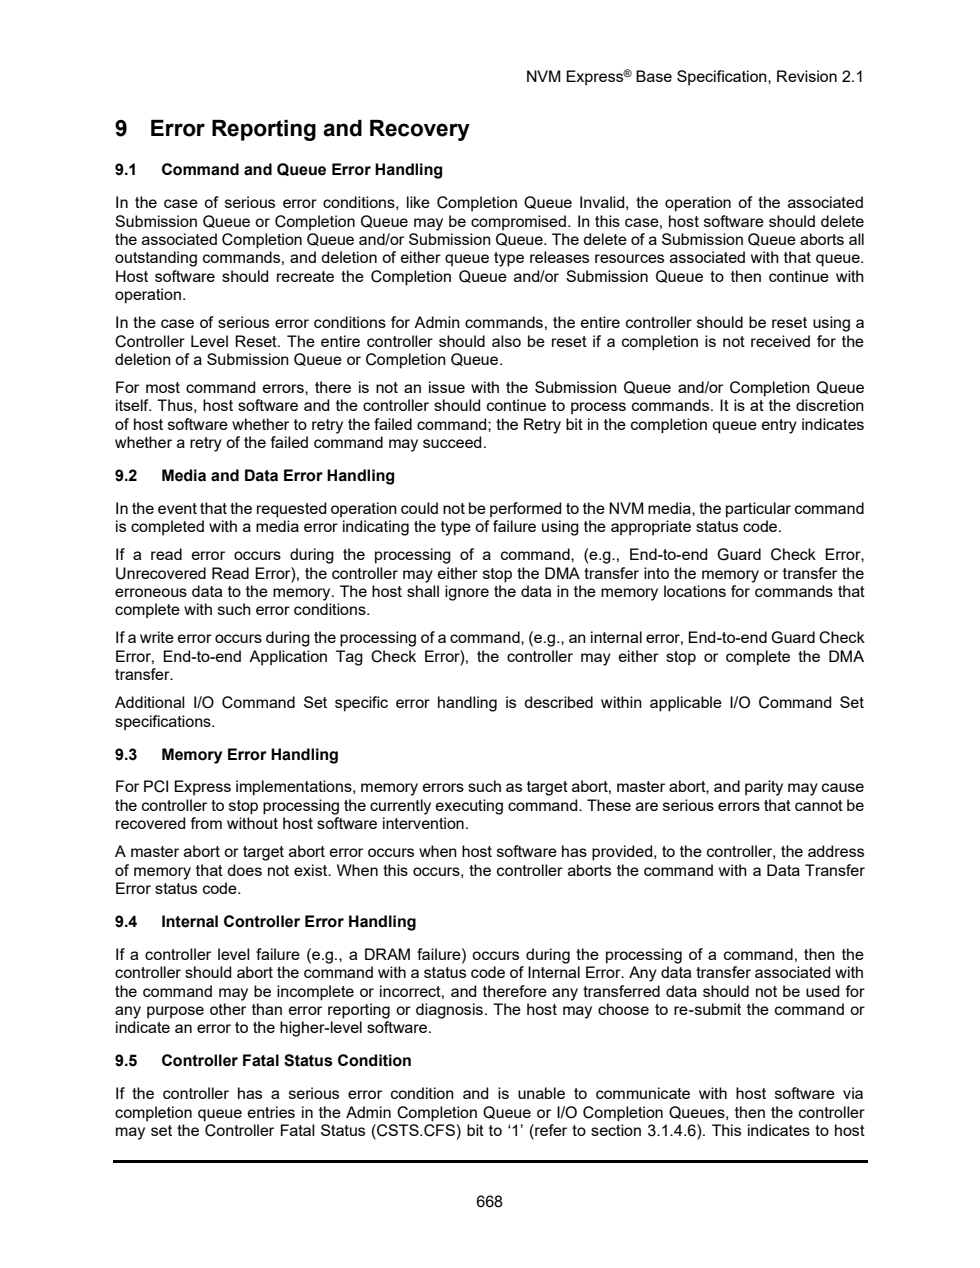 NVM Express® Base Specification, Revision 2.1
9 Error Reporting and Recovery
9.1 Command and Queue Error Handling
In the case of serious error conditions, like Completion Queue Invalid, the operation of the associated
Submission Queue or Completion Queue may be compromised. In this case, host software should delete
the associated Completion Queue and/or Submission Queue. The delete of a Submission Queue aborts all
outstanding commands, and deletion of either queue type releases resources associated with that queue.
Host software should recreate the Completion Queue and/or Submission Queue to then continue with
operation.
In the case of serious error conditions for Admin commands, the entire controller should be reset using a
Controller Level Reset. The entire controller should also be reset if a completion is not received for the
deletion of a Submission Queue or Completion Queue.
For most command errors, there is not an issue with the Submission Queue and/or Completion Queue
itself. Thus, host software and the controller should continue to process commands. It is at the discretion
of host software whether to retry the failed command; the Retry bit in the completion queue entry indicates
whether a retry of the failed command may succeed.
9.2 Media and Data Error Handling
In the event that the requested operation could not be performed to the NVM media, the particular command
is completed with a media error indicating the type of failure using the appropriate status code.
If a read error occurs during the processing of a command, (e.g., End-to-end Guard Check Error,
Unrecovered Read Error), the controller may either stop the DMA transfer into the memory or transfer the
erroneous data to the memory. The host shall ignore the data in the memory locations for commands that
complete with such error conditions.
If a write error occurs during the processing of a command, (e.g., an internal error, End-to-end Guard Check
Error, End-to-end Application Tag Check Error), the controller may either stop or complete the DMA
transfer.
Additional I/O Command Set specific error handling is described within applicable I/O Command Set
specifications.
9.3 Memory Error Handling
For PCI Express implementations, memory errors such as target abort, master abort, and parity may cause
the controller to stop processing the currently executing command. These are serious errors that cannot be
recovered from without host software intervention.
A master abort or target abort error occurs when host software has provided, to the controller, the address
of memory that does not exist. When this occurs, the controller aborts the command with a Data Transfer
Error status code.
9.4 Internal Controller Error Handling
If a controller level failure (e.g., a DRAM failure) occurs during the processing of a command, then the
controller should abort the command with a status code of Internal Error. Any data transfer associated with
the command may be incomplete or incorrect, and therefore any transferred data should not be used for
any purpose other than error reporting or diagnosis. The host may choose to re-submit the command or
indicate an error to the higher-level software.
9.5 Controller Fatal Status Condition
If the controller has a serious error condition and is unable to communicate with host software via
completion queue entries in the Admin Completion Queue or I/O Completion Queues, then the controller
may set the Controller Fatal Status (CSTS.CFS) bit to ‘1’ (refer to section 3.1.4.6). This indicates to host
668